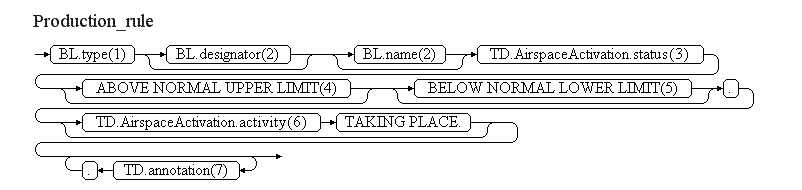 Production_rule
BL.type(1) BL.designator(2) BL.name(2) TD.AirspaceActivation.status(3)
ABOVE NORMAL UPPER LIMIT(4) BELOW NORMAL LOWER LIMIT(5) .
TD.AirspaceActivation.activity(6) TAKING PLACE.
. TD.annotation(7)